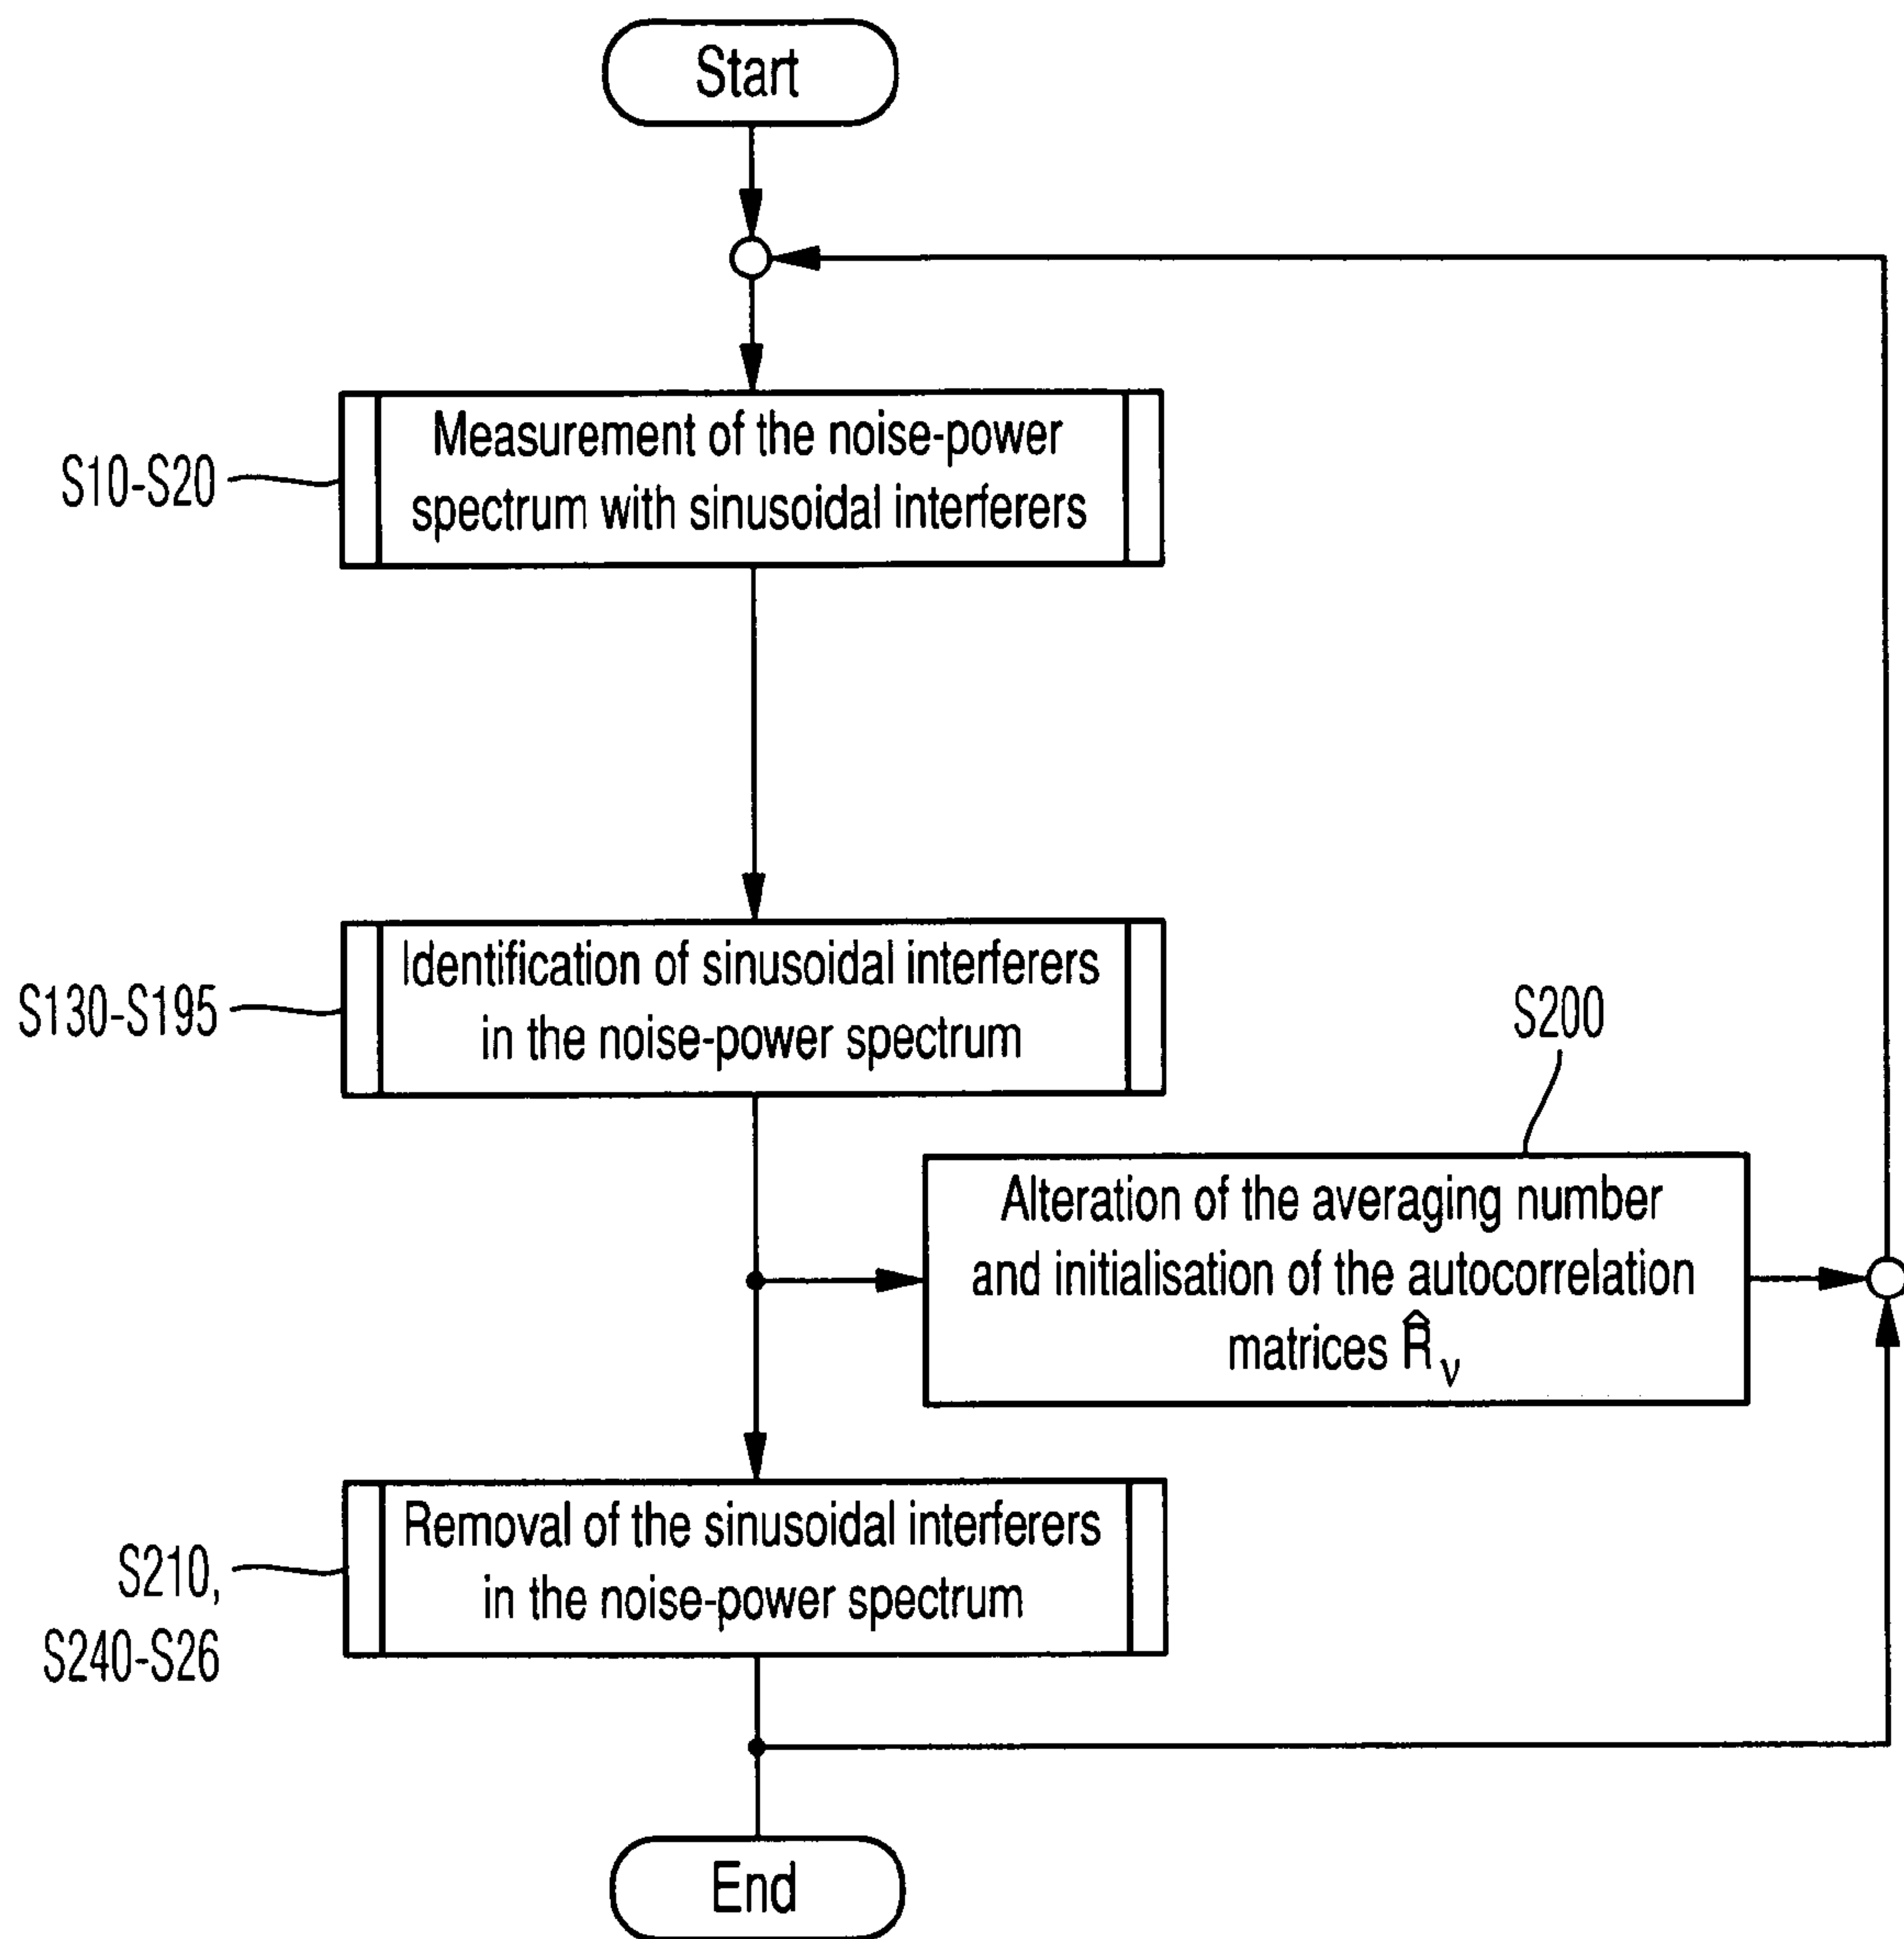 Start
Measurement of the noise-power
spectrum with sinusoidal interferers
S10-S20
Identification of sinusoidal interferers
in the noise-power spectrum
S130-S195
S200
Alteration of the averaging number
and initialisation of the autocorrelation
matrices R̂ν
Removal of the sinusoidal interferers
in the noise-power spectrum
S210,
S240-S26
End